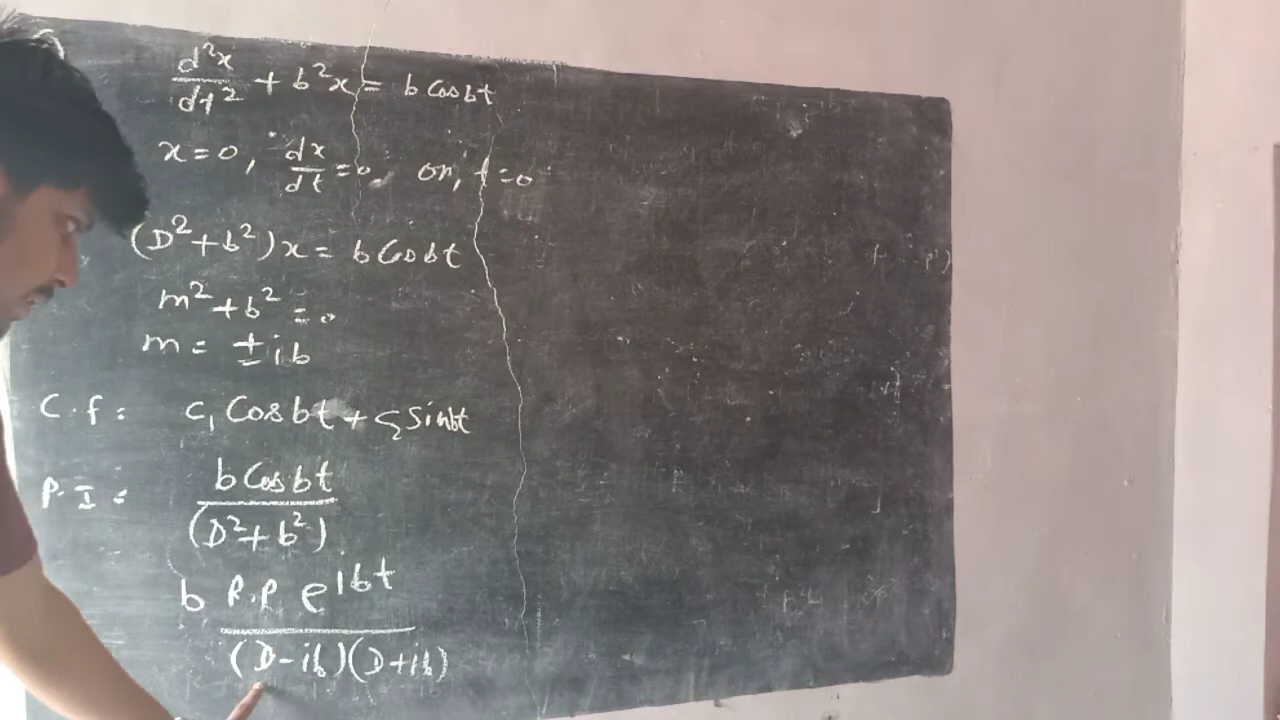 d²x/dt² + b²x = b Cosbt
x=0, dx/dt=0, on, t=0
(D²+b²)x = b Cosbt
m²+b²=0
m = ±ib
C.f = C₁ Cosbt + C₂ Sinbt
P.I = b Cosbt/(D²+b²)
b R.P e^ibt/(D-ib)(D+ib)